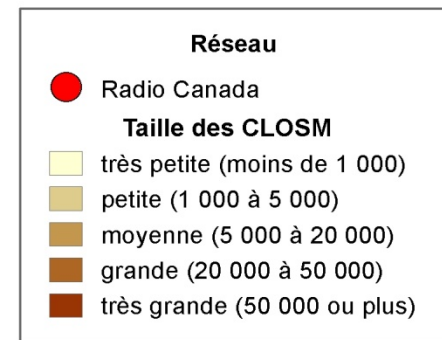 Réseau
Radio Canada
Taille des CLOSM
très petite (moins de 1 000)
petite (1 000 à 5 000)
moyenne (5 000 à 20 000)
grande (20 000 à 50 000)
très grande (50 000 ou plus)